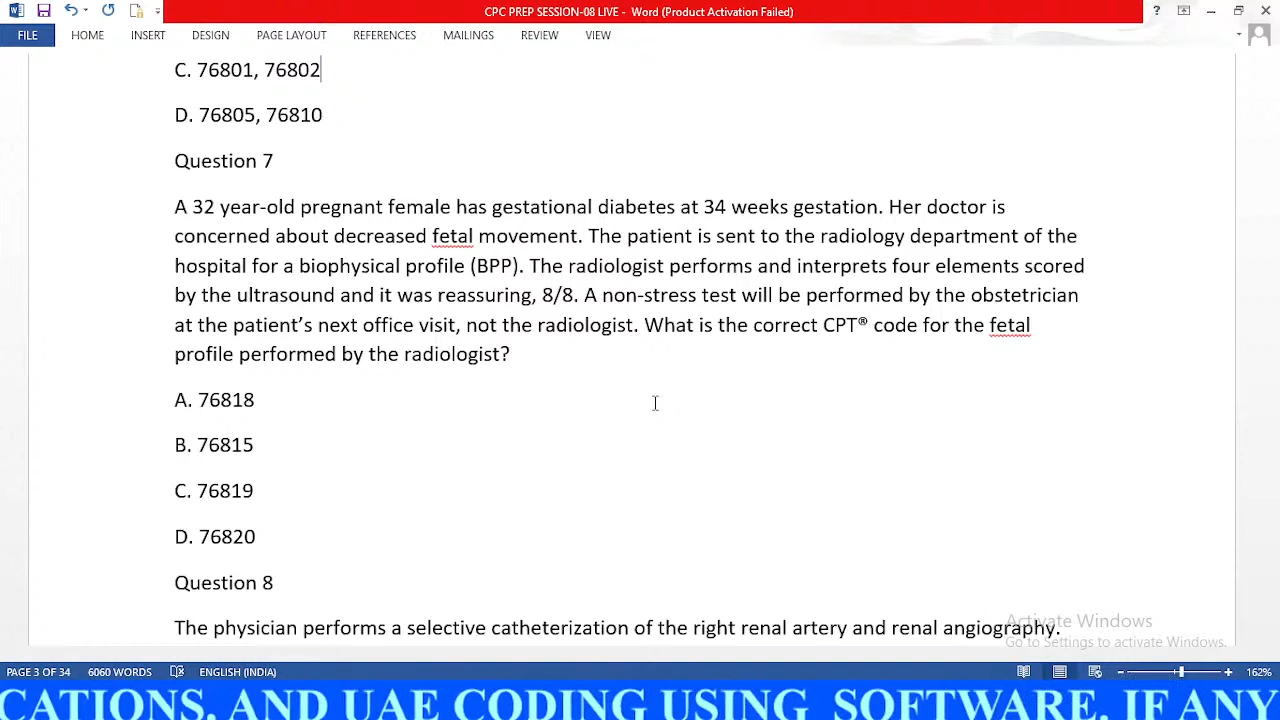 CPC PREP SESSION-08 LIVE - Word (Product Activation Failed)
FILE HOME INSERT DESIGN PAGE LAYOUT REFERENCES MAILINGS REVIEW VIEW
C. 76801, 76802
D. 76805, 76810
Question 7
A 32 year-old pregnant female has gestational diabetes at 34 weeks gestation. Her doctor is
concerned about decreased fetal movement. The patient is sent to the radiology department of the
hospital for a biophysical profile (BPP). The radiologist performs and interprets four elements scored
by the ultrasound and it was reassuring, 8/8. A non-stress test will be performed by the obstetrician
at the patient’s next office visit, not the radiologist. What is the correct CPT® code for the fetal
profile performed by the radiologist?
A. 76818
B. 76815
C. 76819
D. 76820
Question 8
The physician performs a selective catheterization of the right renal artery and renal angiography.
Activate Windows
Go to Settings to activate Windows.
PAGE 3 OF 34 6060 WORDS ENGLISH (INDIA) 162%
CATIONS, AND UAE CODING USING SOFTWARE, IF ANY